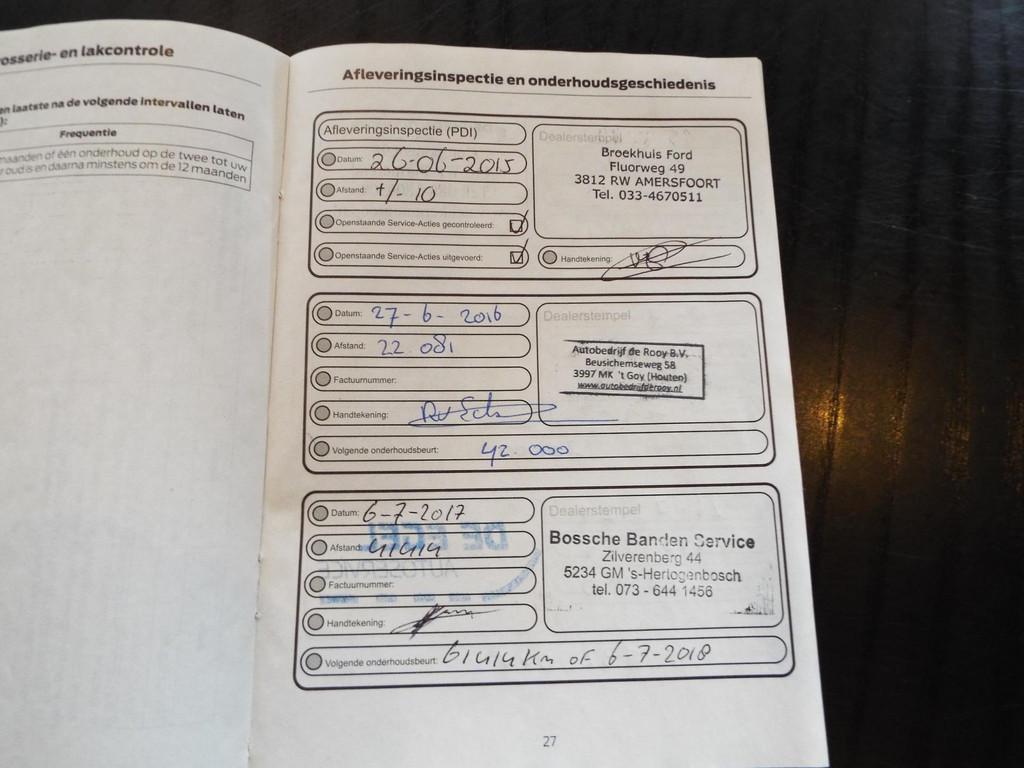 osserie- en lakcontrole
en laatste na de volgende intervallen laten
):
Frequentie
maanden of één onderhoud op de twee tot uw
oud is en daarna minstens om de 12 maanden
Afleveringsinspectie en onderhoudsgeschiedenis
Afleveringsinspectie (PDI)
Datum: 26-06-2015
Afstand: +/- 10
Openstaande Service-Acties gecontroleerd:
Openstaande Service-Acties uitgevoerd:
Dealerstempel
Broekhuis Ford
Fluorweg 49
3812 RW AMERSFOORT
Tel. 033-4670511
Handtekening:
Datum: 27-6-2016
Afstand: 22.081
Factuurnummer:
Handtekening:
Volgende onderhoudsbeurt: 42.000
Dealerstempel
Autobedrijf de Rooy B.V.
Beusichemseweg 58
3997 MK 't Goy (Houten)
www.autobedrijfderooy.nl
Datum: 6-7-2017
Afstand: 41414
Factuurnummer:
Handtekening:
Volgende onderhoudsbeurt: 61414 Km OF 6-7-2018
Dealerstempel
Bossche Banden Service
Zilverenberg 44
5234 GM 's-Hertogenbosch
tel. 073 - 644 1456
27